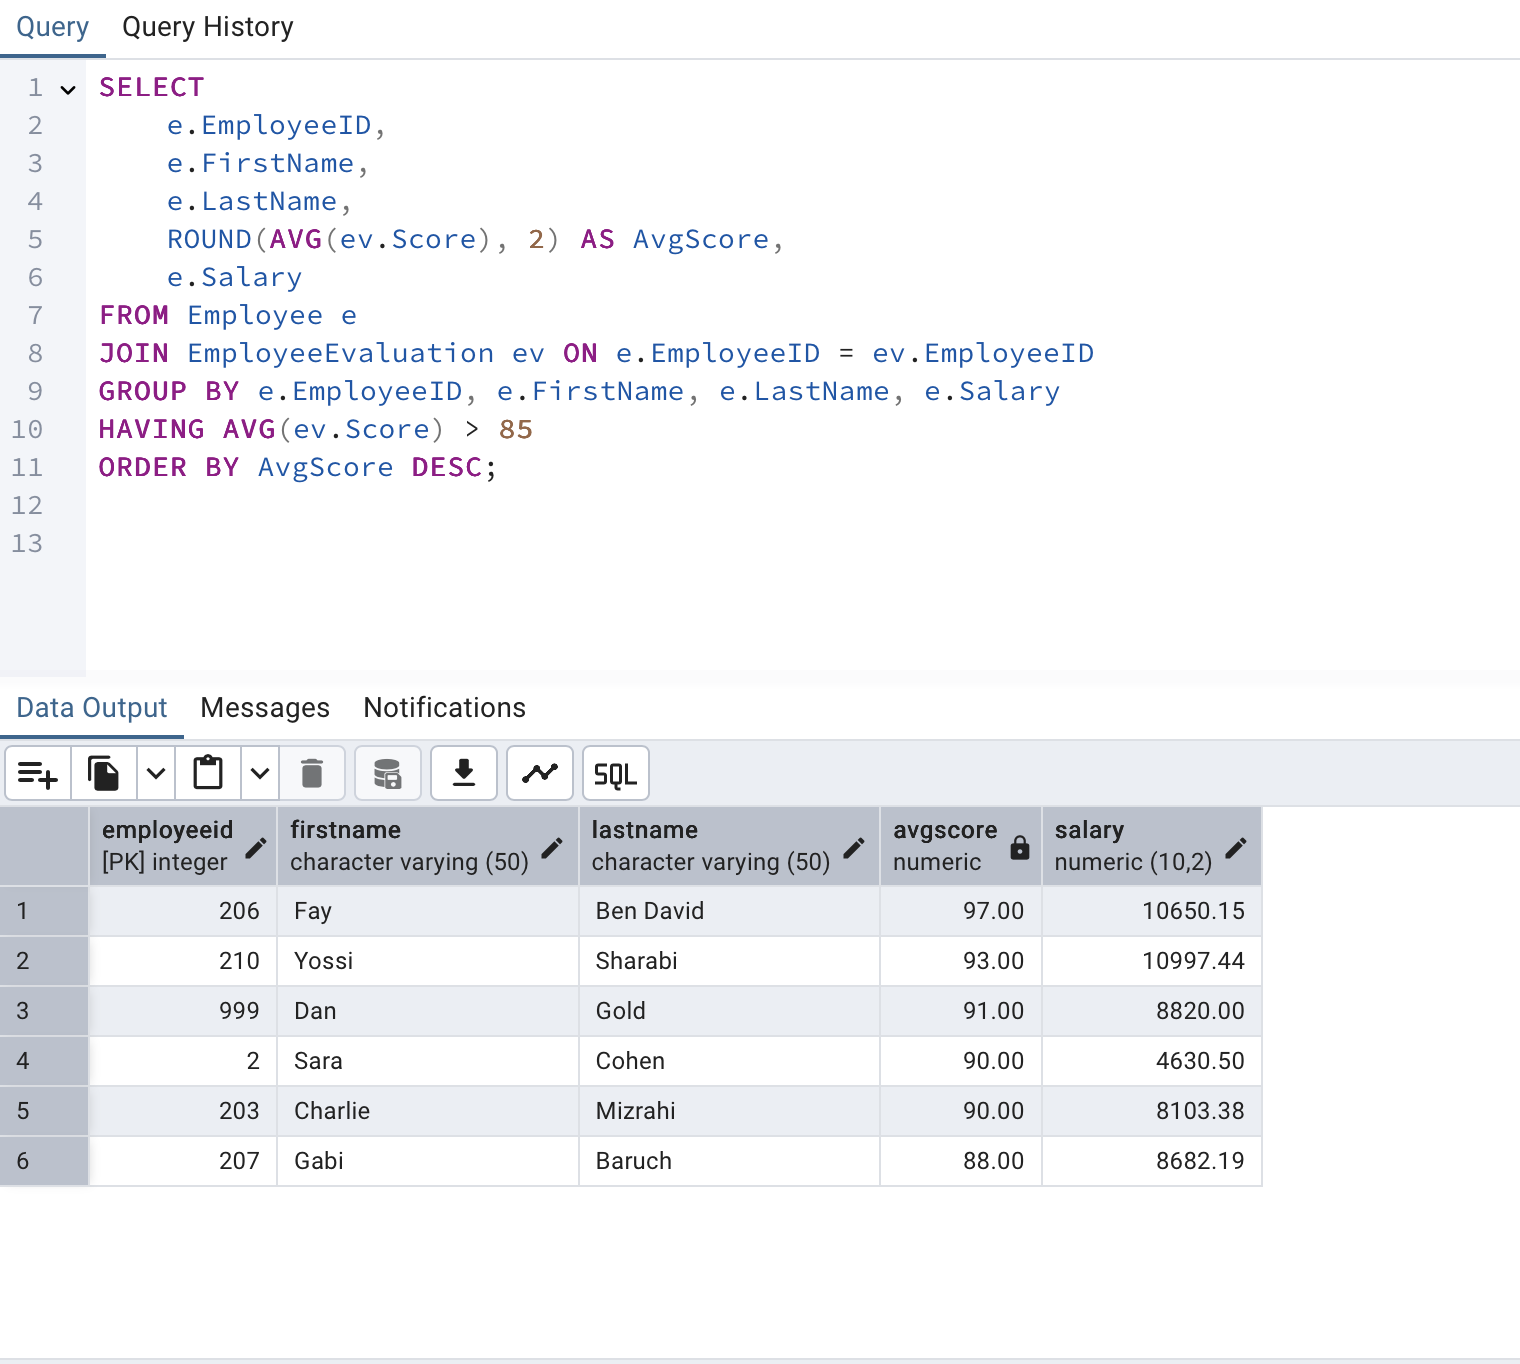 Query Query History
1 SELECT
2 e.EmployeeID,
3 e.FirstName,
4 e.LastName,
5 ROUND(AVG(ev.Score), 2) AS AvgScore,
6 e.Salary
7 FROM Employee e
8 JOIN EmployeeEvaluation ev ON e.EmployeeID = ev.EmployeeID
9 GROUP BY e.EmployeeID, e.FirstName, e.LastName, e.Salary
10 HAVING AVG(ev.Score) > 85
11 ORDER BY AvgScore DESC;
12
13
Data Output Messages Notifications
SQL
employeeid firstname lastname avgscore salary
[PK] integer character varying (50) character varying (50) numeric numeric (10,2)
1 206 Fay Ben David 97.00 10650.15
2 210 Yossi Sharabi 93.00 10997.44
3 999 Dan Gold 91.00 8820.00
4 2 Sara Cohen 90.00 4630.50
5 203 Charlie Mizrahi 90.00 8103.38
6 207 Gabi Baruch 88.00 8682.19